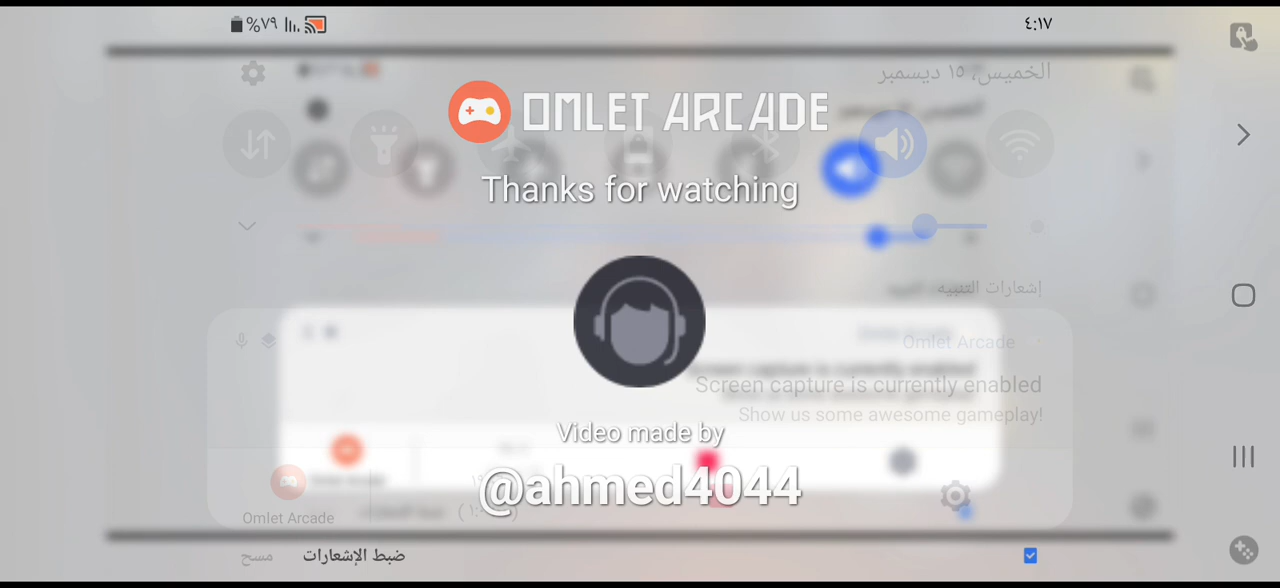 ٤:١٧
%٧٩
الخميس، ١٥ ديسمبر
OMLET ARCADE
Thanks for watching
إشعارات التنبيه
Omlet Arcade
Screen capture is currently enabled
Show us some awesome gameplay!
Video made by
@ahmed4044
Omlet Arcade
ضبط الإشعارات
مسح